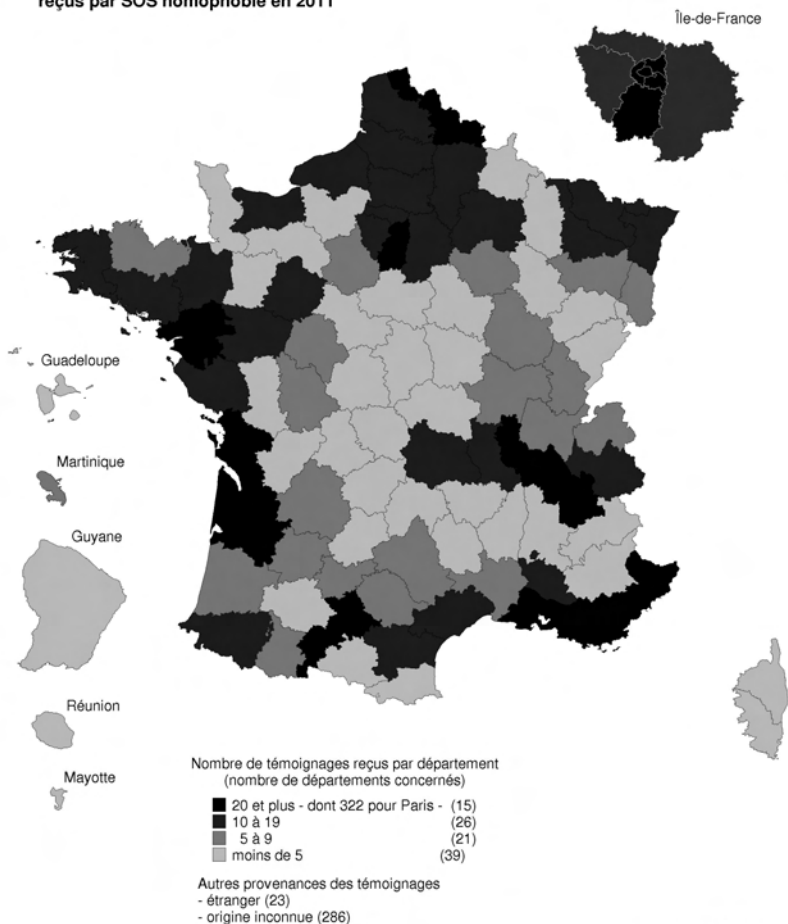 reçus par SOS homophobie en 2011
Île-de-France
Guadeloupe
Martinique
Guyane
Réunion
Mayotte
Nombre de témoignages reçus par département
(nombre de départements concernés)
20 et plus - dont 322 pour Paris - (15)
10 à 19 (26)
5 à 9 (21)
moins de 5 (39)
Autres provenances des témoignages
- étranger (23)
- origine inconnue (286)